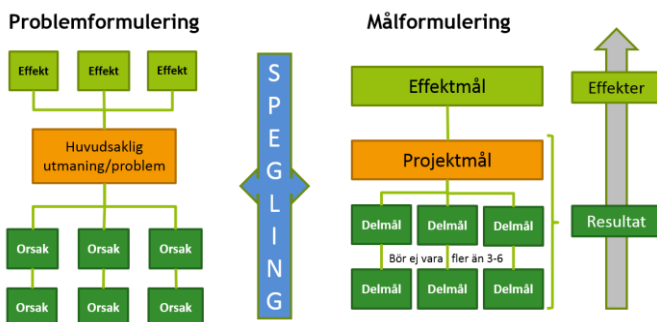 Problemformulering
Effekt
Effekt
Effekt
Huvudsaklig
utmaning/problem
Orsak
Orsak
Orsak
Orsak
Orsak
Orsak
SPEGLING
Målformulering
Effektmål
Projektmål
Delmål
Delmål
Delmål
Bör ej vara fler än 3-6
Delmål
Delmål
Delmål
Effekter
Resultat